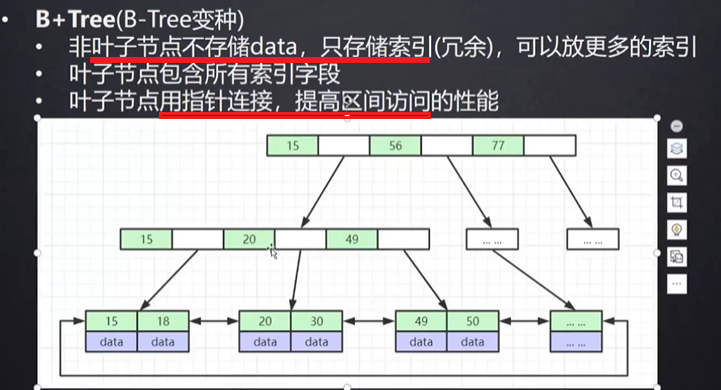 B+Tree(B-Tree变种)
非叶子节点不存储data，只存储索引(冗余)，可以放更多的索引
叶子节点包含所有索引字段
叶子节点用指针连接，提高区间访问的性能
15 56 77
15 20 49 ... ... ... ...
15 18 20 30 49 50 ... ...
data data data data data data ... ...